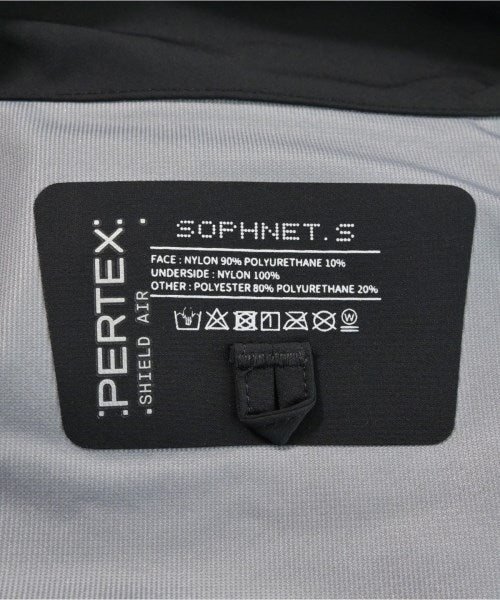 SOPHNET.S
FACE : NYLON 90% POLYURETHANE 10%
UNDERSIDE : NYLON 100%
OTHER : POLYESTER 80% POLYURETHANE 20%
W
PERTEX
SHIELD AIR